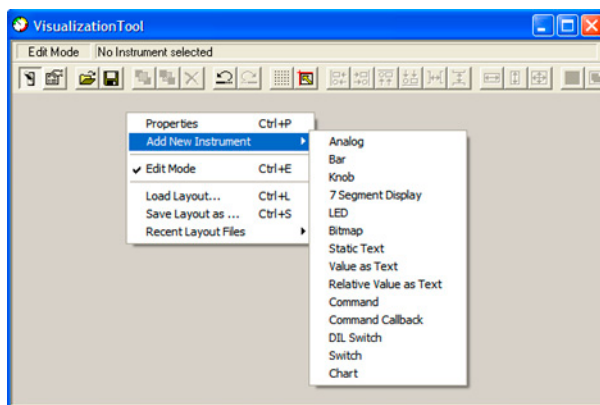 VisualizationTool
Edit Mode No Instrument selected
Properties Ctrl+P
Add New Instrument
Edit Mode Ctrl+E
Load Layout... Ctrl+L
Save Layout as ... Ctrl+S
Recent Layout Files
Analog
Bar
Knob
7 Segment Display
LED
Bitmap
Static Text
Value as Text
Relative Value as Text
Command
Command Callback
DIL Switch
Switch
Chart